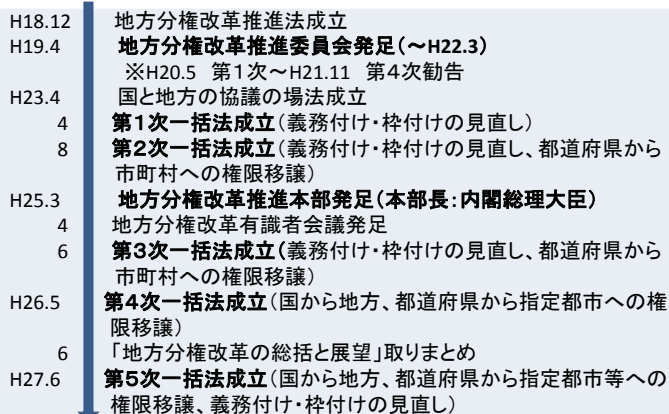 H18.12 地方分権改革推進法成立
H19.4 地方分権改革推進委員会発足(～H22.3)
※H20.5 第1次～H21.11 第4次勧告
H23.4 国と地方の協議の場法成立
4 第1次一括法成立(義務付け・枠付けの見直し)
8 第2次一括法成立(義務付け・枠付けの見直し、都道府県から
市町村への権限移譲)
H25.3 地方分権改革推進本部発足(本部長:内閣総理大臣)
4 地方分権改革有識者会議発足
6 第3次一括法成立(義務付け・枠付けの見直し、都道府県から
市町村への権限移譲)
H26.5 第4次一括法成立(国から地方、都道府県から指定都市への権
限移譲)
6 「地方分権改革の総括と展望」取りまとめ
H27.6 第5次一括法成立(国から地方、都道府県から指定都市等への
権限移譲、義務付け・枠付けの見直し)